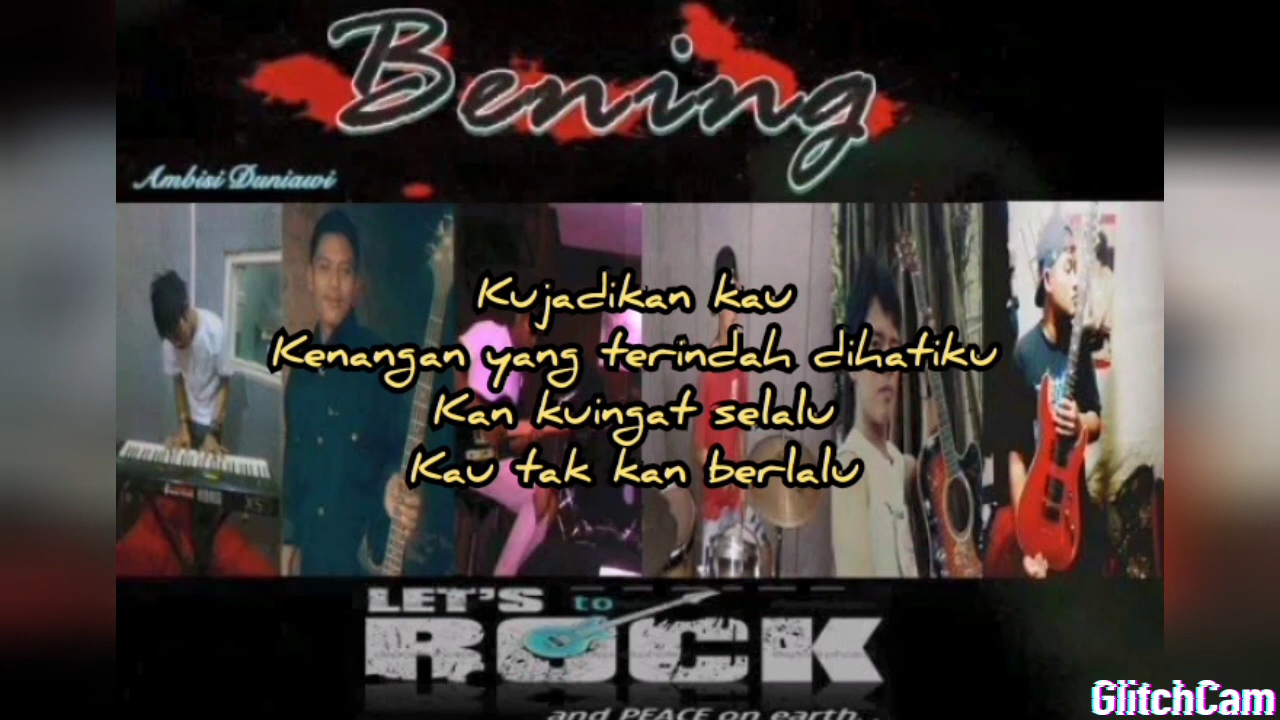 Bening
Ambisi Duniawi
Kujadikan kau
Kenangan yang terindah dihatiku
Kan kuingat selalu
Kau tak kan berlalu
LET'S to
ROCK
and PEACE on earth...
GlitchCam